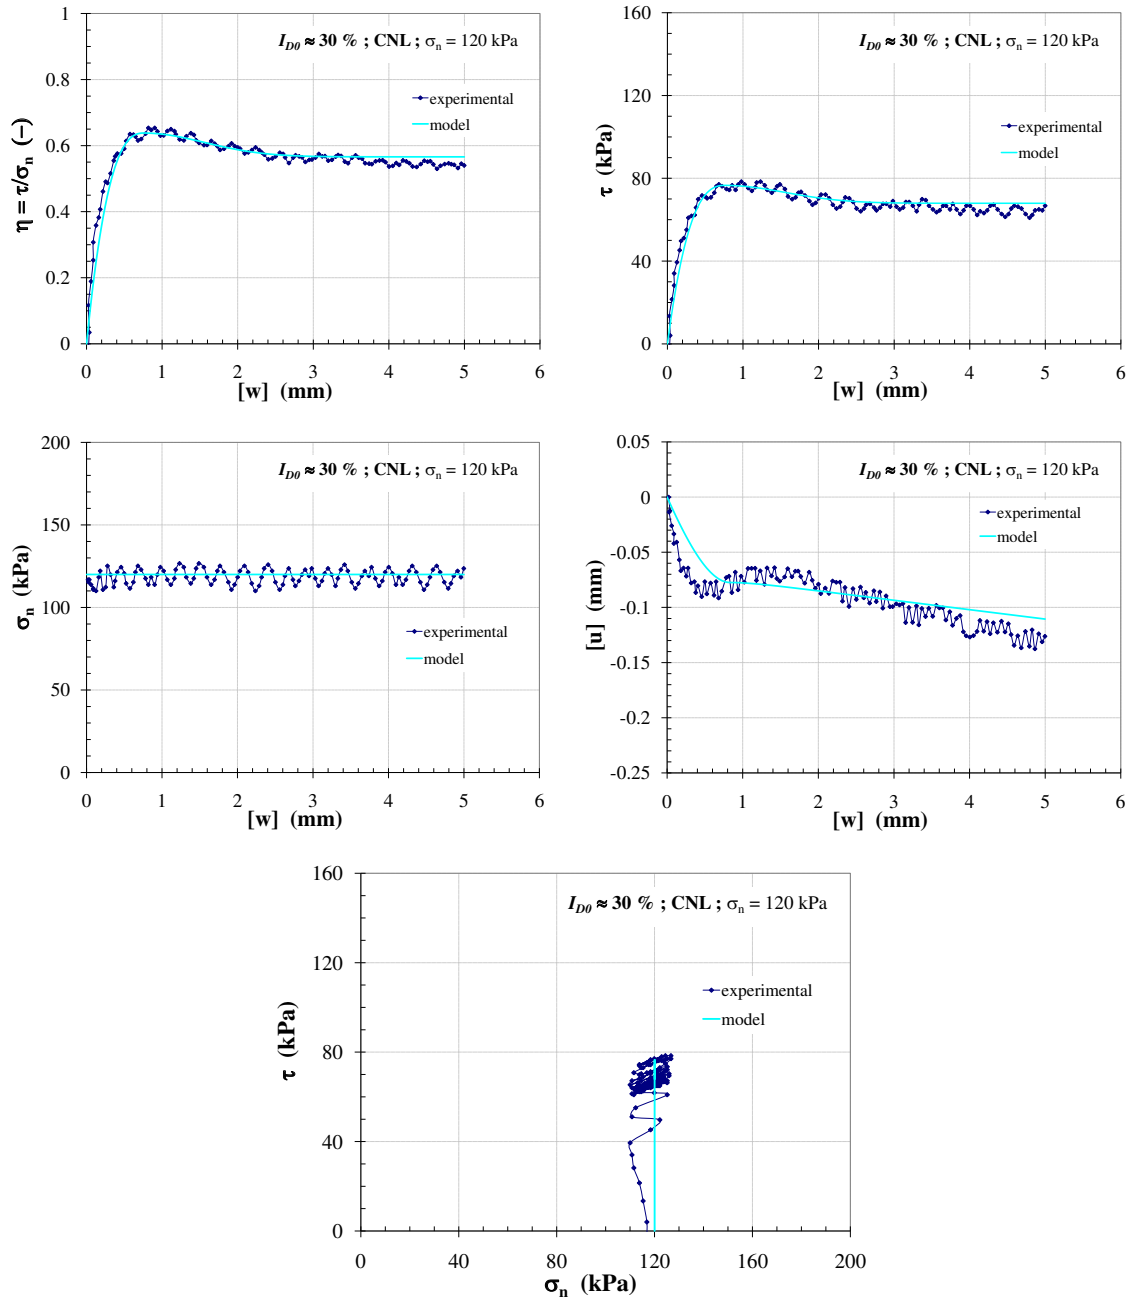 I_D0 ≈ 30 % ; CNL ; σn = 120 kPa
η = τ/σn (–)
1
0.8
0.6
0.4
0.2
0
experimental
model
0 1 2 3 4 5 6
[w] (mm)
I_D0 ≈ 30 % ; CNL ; σn = 120 kPa
τ (kPa)
160
120
80
40
0
experimental
model
0 1 2 3 4 5 6
[w] (mm)
I_D0 ≈ 30 % ; CNL ; σn = 120 kPa
σn (kPa)
200
150
100
50
0
experimental
model
0 1 2 3 4 5 6
[w] (mm)
I_D0 ≈ 30 % ; CNL ; σn = 120 kPa
[u] (mm)
0.05
0
-0.05
-0.1
-0.15
-0.2
-0.25
experimental
model
0 1 2 3 4 5 6
[w] (mm)
I_D0 ≈ 30 % ; CNL ; σn = 120 kPa
τ (kPa)
160
120
80
40
0
experimental
model
0 40 80 120 160 200
σn (kPa)